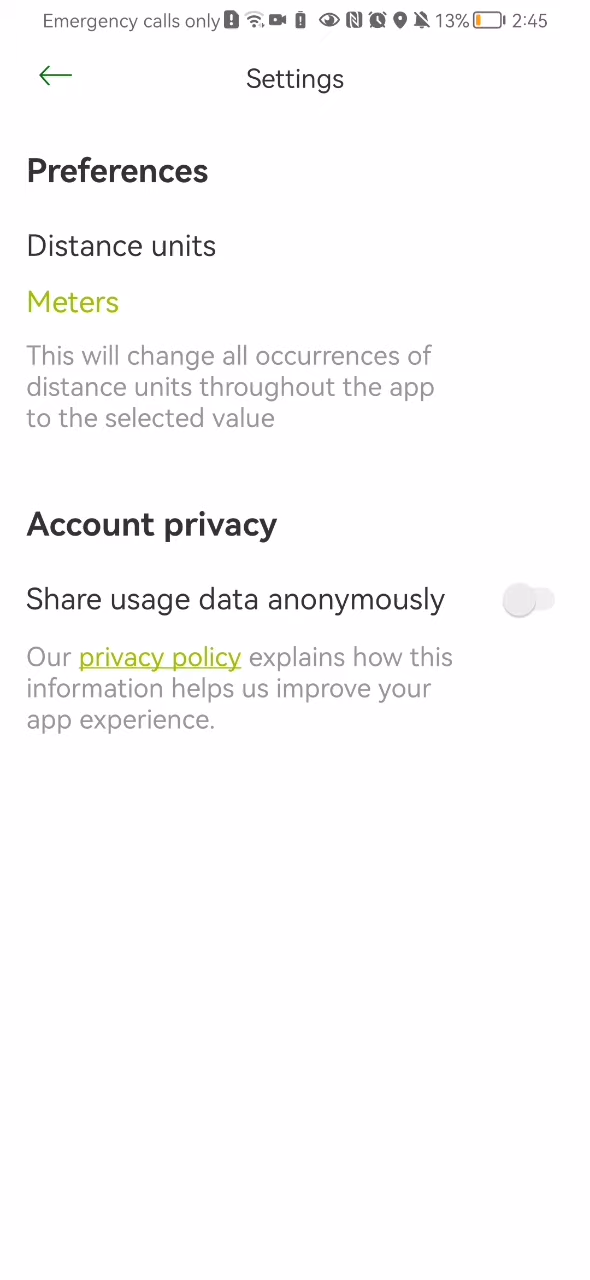 Emergency calls only 13% 2:45
Settings
Preferences
Distance units
Meters
This will change all occurrences of
distance units throughout the app
to the selected value
Account privacy
Share usage data anonymously
Our privacy policy explains how this
information helps us improve your
app experience.